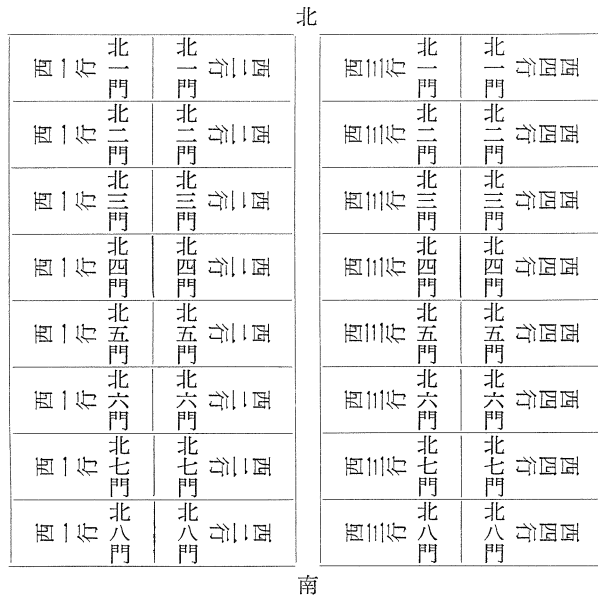 北
西一行 北一門 北一門 西二行 西三行 北一門 北一門 西四行
西一行 北二門 北二門 西二行 西三行 北二門 北二門 西四行
西一行 北三門 北三門 西二行 西三行 北三門 北三門 西四行
西一行 北四門 北四門 西二行 西三行 北四門 北四門 西四行
西一行 北五門 北五門 西二行 西三行 北五門 北五門 西四行
西一行 北六門 北六門 西二行 西三行 北六門 北六門 西四行
西一行 北七門 北七門 西二行 西三行 北七門 北七門 西四行
西一行 北八門 北八門 西二行 西三行 北八門 北八門 西四行
南